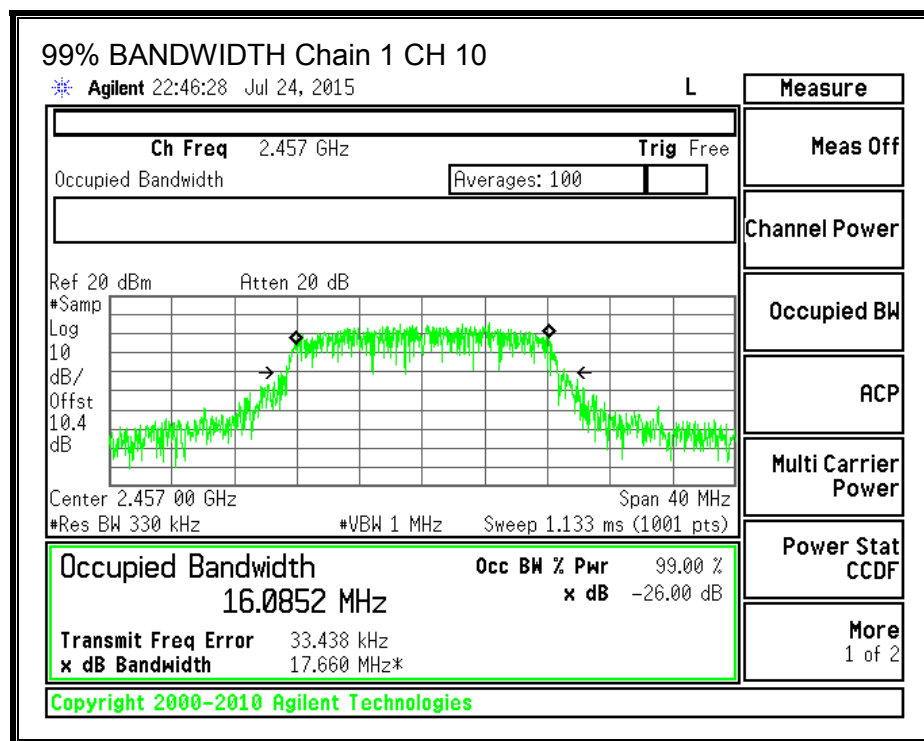 99% BANDWIDTH Chain 1 CH 10
Agilent 22:46:28 Jul 24, 2015 L
Measure
Ch Freq 2.457 GHz Trig Free
Meas Off
Occupied Bandwidth Averages: 100
Channel Power
Ref 20 dBm Atten 20 dB
#Samp
Log
10
dB/
Offst
10.4
dB
Occupied BW
ACP
Multi Carrier
Power
Center 2.457 00 GHz Span 40 MHz
#Res BW 330 kHz #VBW 1 MHz Sweep 1.133 ms (1001 pts)
Power Stat
CCDF
Occupied Bandwidth Occ BW % Pwr 99.00 %
16.0852 MHz x dB -26.00 dB
Transmit Freq Error 33.438 kHz
x dB Bandwidth 17.660 MHz*
More
1 of 2
Copyright 2000-2010 Agilent Technologies